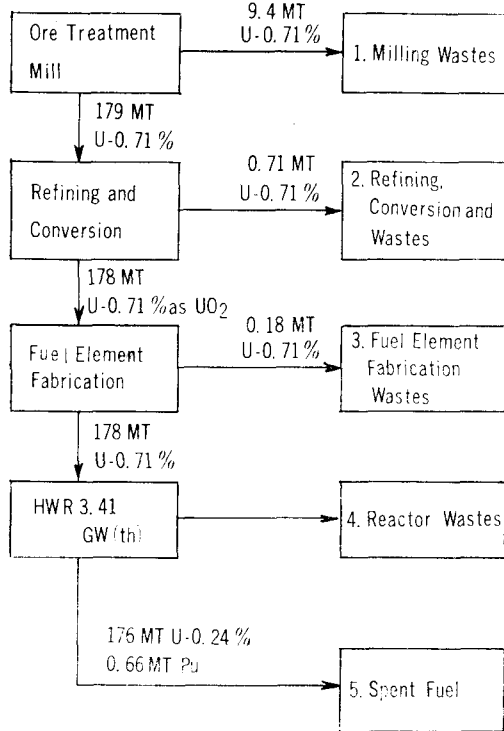 Ore Treatment
Mill
9.4 MT
U-0.71%
1. Milling Wastes
179 MT
U-0.71%
Refining and
Conversion
0.71 MT
U-0.71%
2. Refining,
Conversion and
Wastes
178 MT
U-0.71% as UO2
Fuel Element
Fabrication
0.18 MT
U-0.71%
3. Fuel Element
Fabrication
Wastes
178 MT
U-0.71%
HWR 3.41
GW(th)
4. Reactor Wastes
176 MT U-0.24%
0.66 MT Pu
5. Spent Fuel